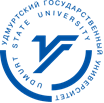 УДМУРТСКИЙ ГОСУДАРСТВЕННЫЙ УНИВЕРСИТЕТ
UDMURT STATE UNIVERSITY